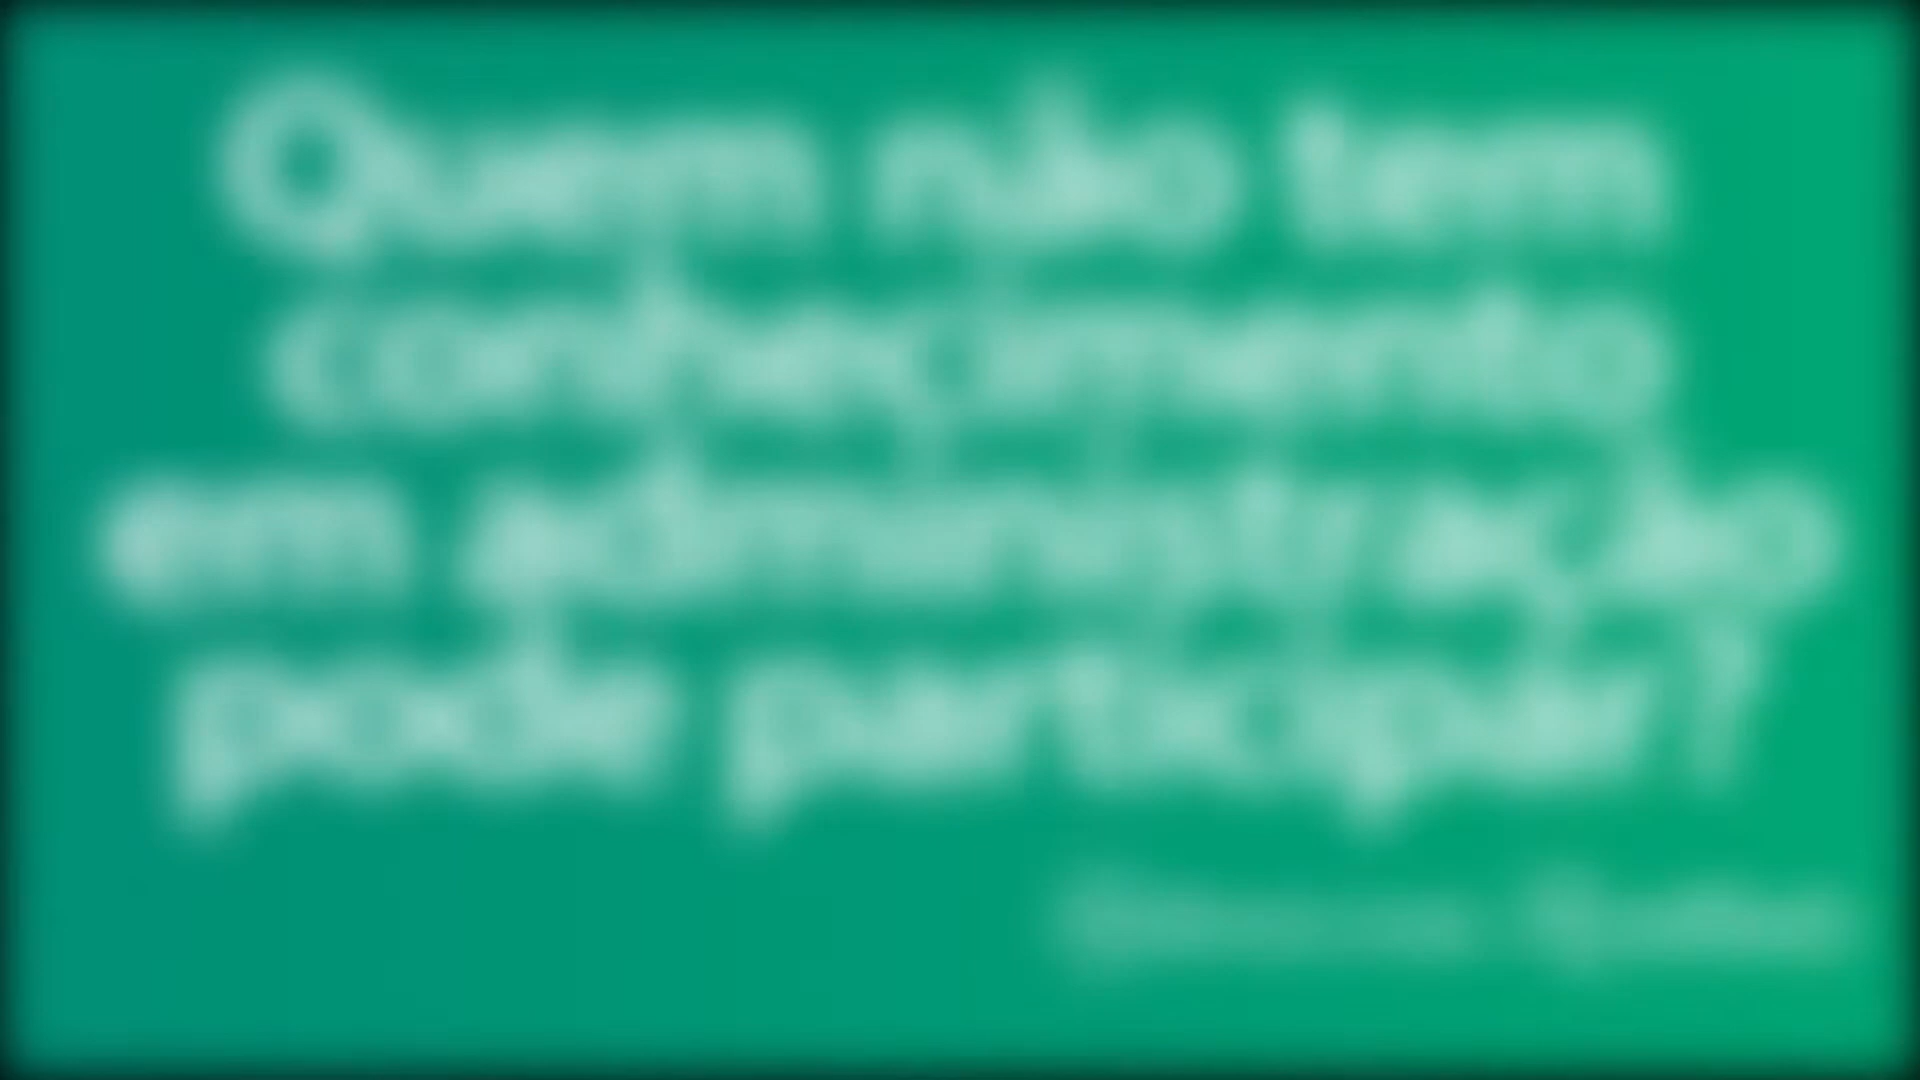 Quem não tem
conhecimento
em administração
pode participar?